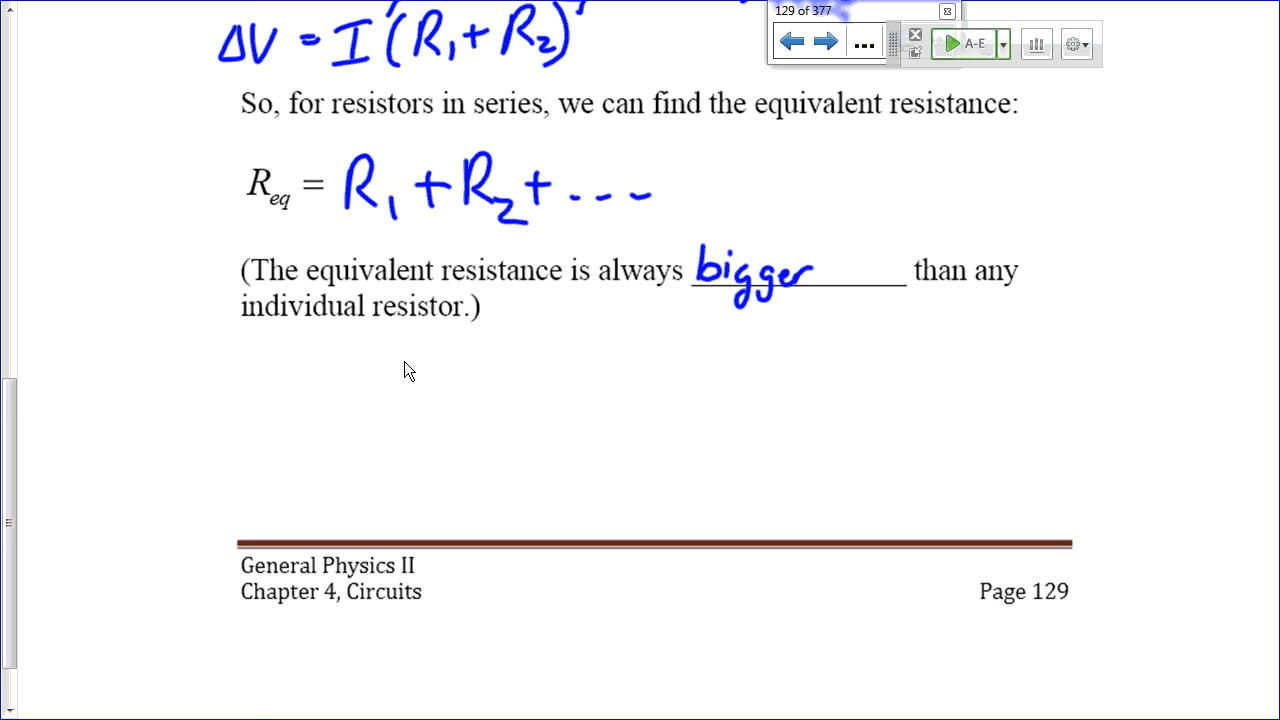 129 of 377
A-E
ΔV = I(R₁+R₂)
So, for resistors in series, we can find the equivalent resistance:
R_eq = R₁ + R₂ + ---
(The equivalent resistance is always bigger than any
individual resistor.)
General Physics II
Chapter 4, Circuits
Page 129